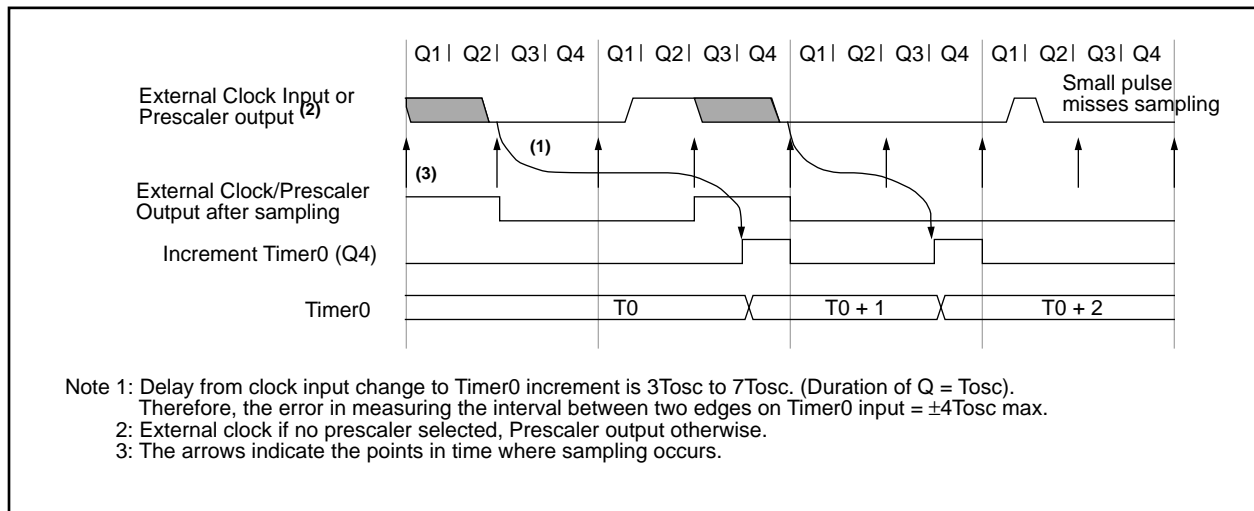 Q1| Q2| Q3| Q4 Q1| Q2| Q3| Q4 Q1| Q2| Q3| Q4 Q1| Q2| Q3| Q4
External Clock Input or
Prescaler output (2)
Small pulse
misses sampling
(1)
(3)
External Clock/Prescaler
Output after sampling
Increment Timer0 (Q4)
Timer0 T0 T0 + 1 T0 + 2
Note 1: Delay from clock input change to Timer0 increment is 3Tosc to 7Tosc. (Duration of Q = Tosc).
Therefore, the error in measuring the interval between two edges on Timer0 input = ±4Tosc max.
2: External clock if no prescaler selected, Prescaler output otherwise.
3: The arrows indicate the points in time where sampling occurs.